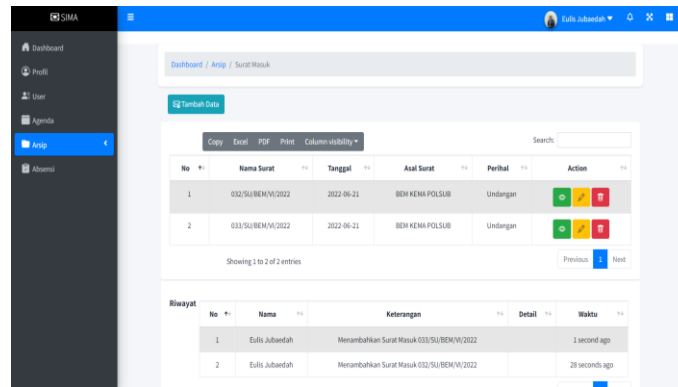 SIMA
Eulis Jubaedah
Dashboard
Profil
User
Agenda
Arsip
Absensi
Dashboard / Arsip / Surat Masuk
Tambah Data
Copy Excel PDF Print Column visibility
Search:
No Nama Surat Tanggal Asal Surat Perihal Action
1 032/SU/BEM/VI/2022 2022-06-21 BEM KEMA POLSUB Undangan
2 033/SU/BEM/VI/2022 2022-06-21 BEM KEMA POLSUB Undangan
Showing 1 to 2 of 2 entries
Previous 1 Next
Riwayat
No Nama Keterangan Detail Waktu
1 Eulis Jubaedah Menambahkan Surat Masuk 033/SU/BEM/VI/2022 1 second ago
2 Eulis Jubaedah Menambahkan Surat Masuk 032/SU/BEM/VI/2022 28 seconds ago